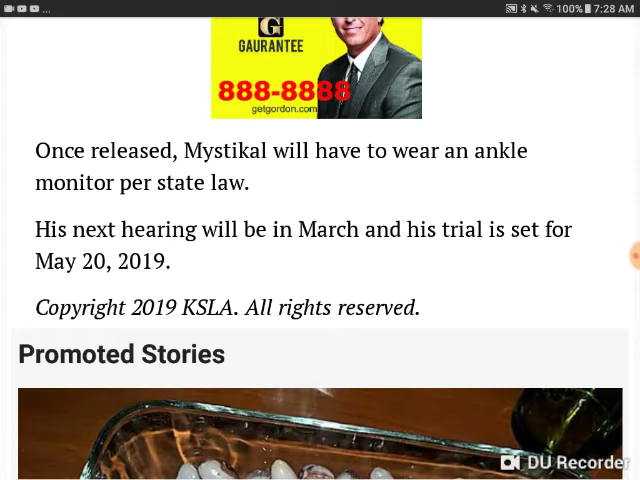 ... 100% 7:28 AM
G
GAURANTEE
888-8888
getgordon.com
Once released, Mystikal will have to wear an ankle
monitor per state law.
His next hearing will be in March and his trial is set for
May 20, 2019.
Copyright 2019 KSLA. All rights reserved.
Promoted Stories
DU Recorder